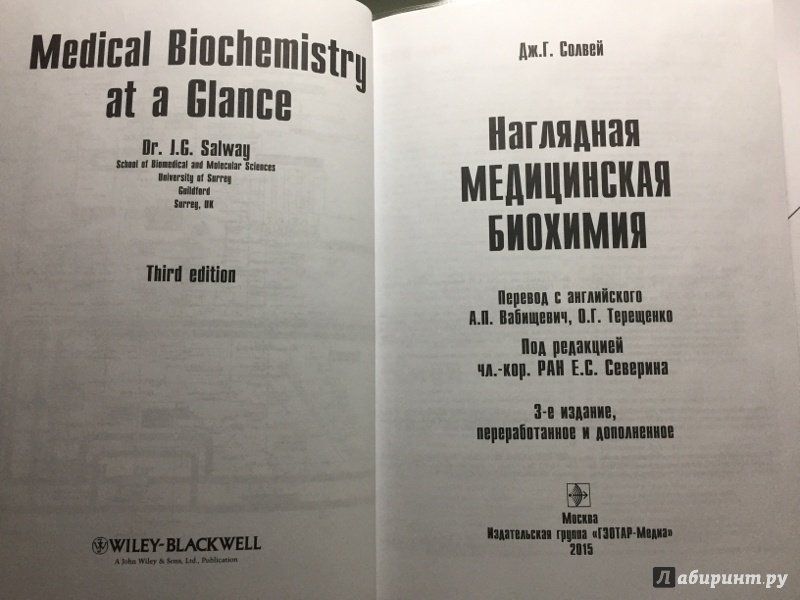 Medical Biochemistry
at a Glance
Dr. J.G. Salway
School of Biomedical and Molecular Sciences
University of Surrey
Guildford
Surrey, UK
Third edition
WILEY-BLACKWELL
A John Wiley & Sons, Ltd., Publication
Дж.Г. Солвей
Наглядная
МЕДИЦИНСКАЯ
БИОХИМИЯ
Перевод с английского
А.П. Вабищевич, О.Г. Терещенко
Под редакцией
чл.-кор. РАН Е.С. Северина
3-е издание,
переработанное и дополненное
Москва
Издательская группа «ГЭОТАР-Медиа»
2015
Лабиринт.ру